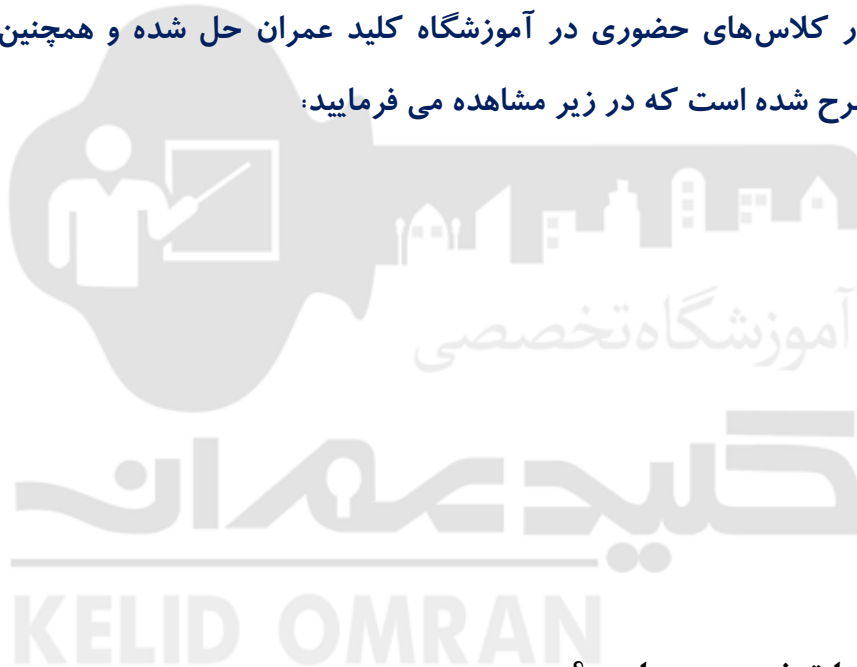 ر کلاس‌های حضوری در آموزشگاه کلید عمران حل شده و همچنین
رح شده است که در زیر مشاهده می فرمایید:
آموزشگاه تخصصی
کلید عمران
KELID OMRAN